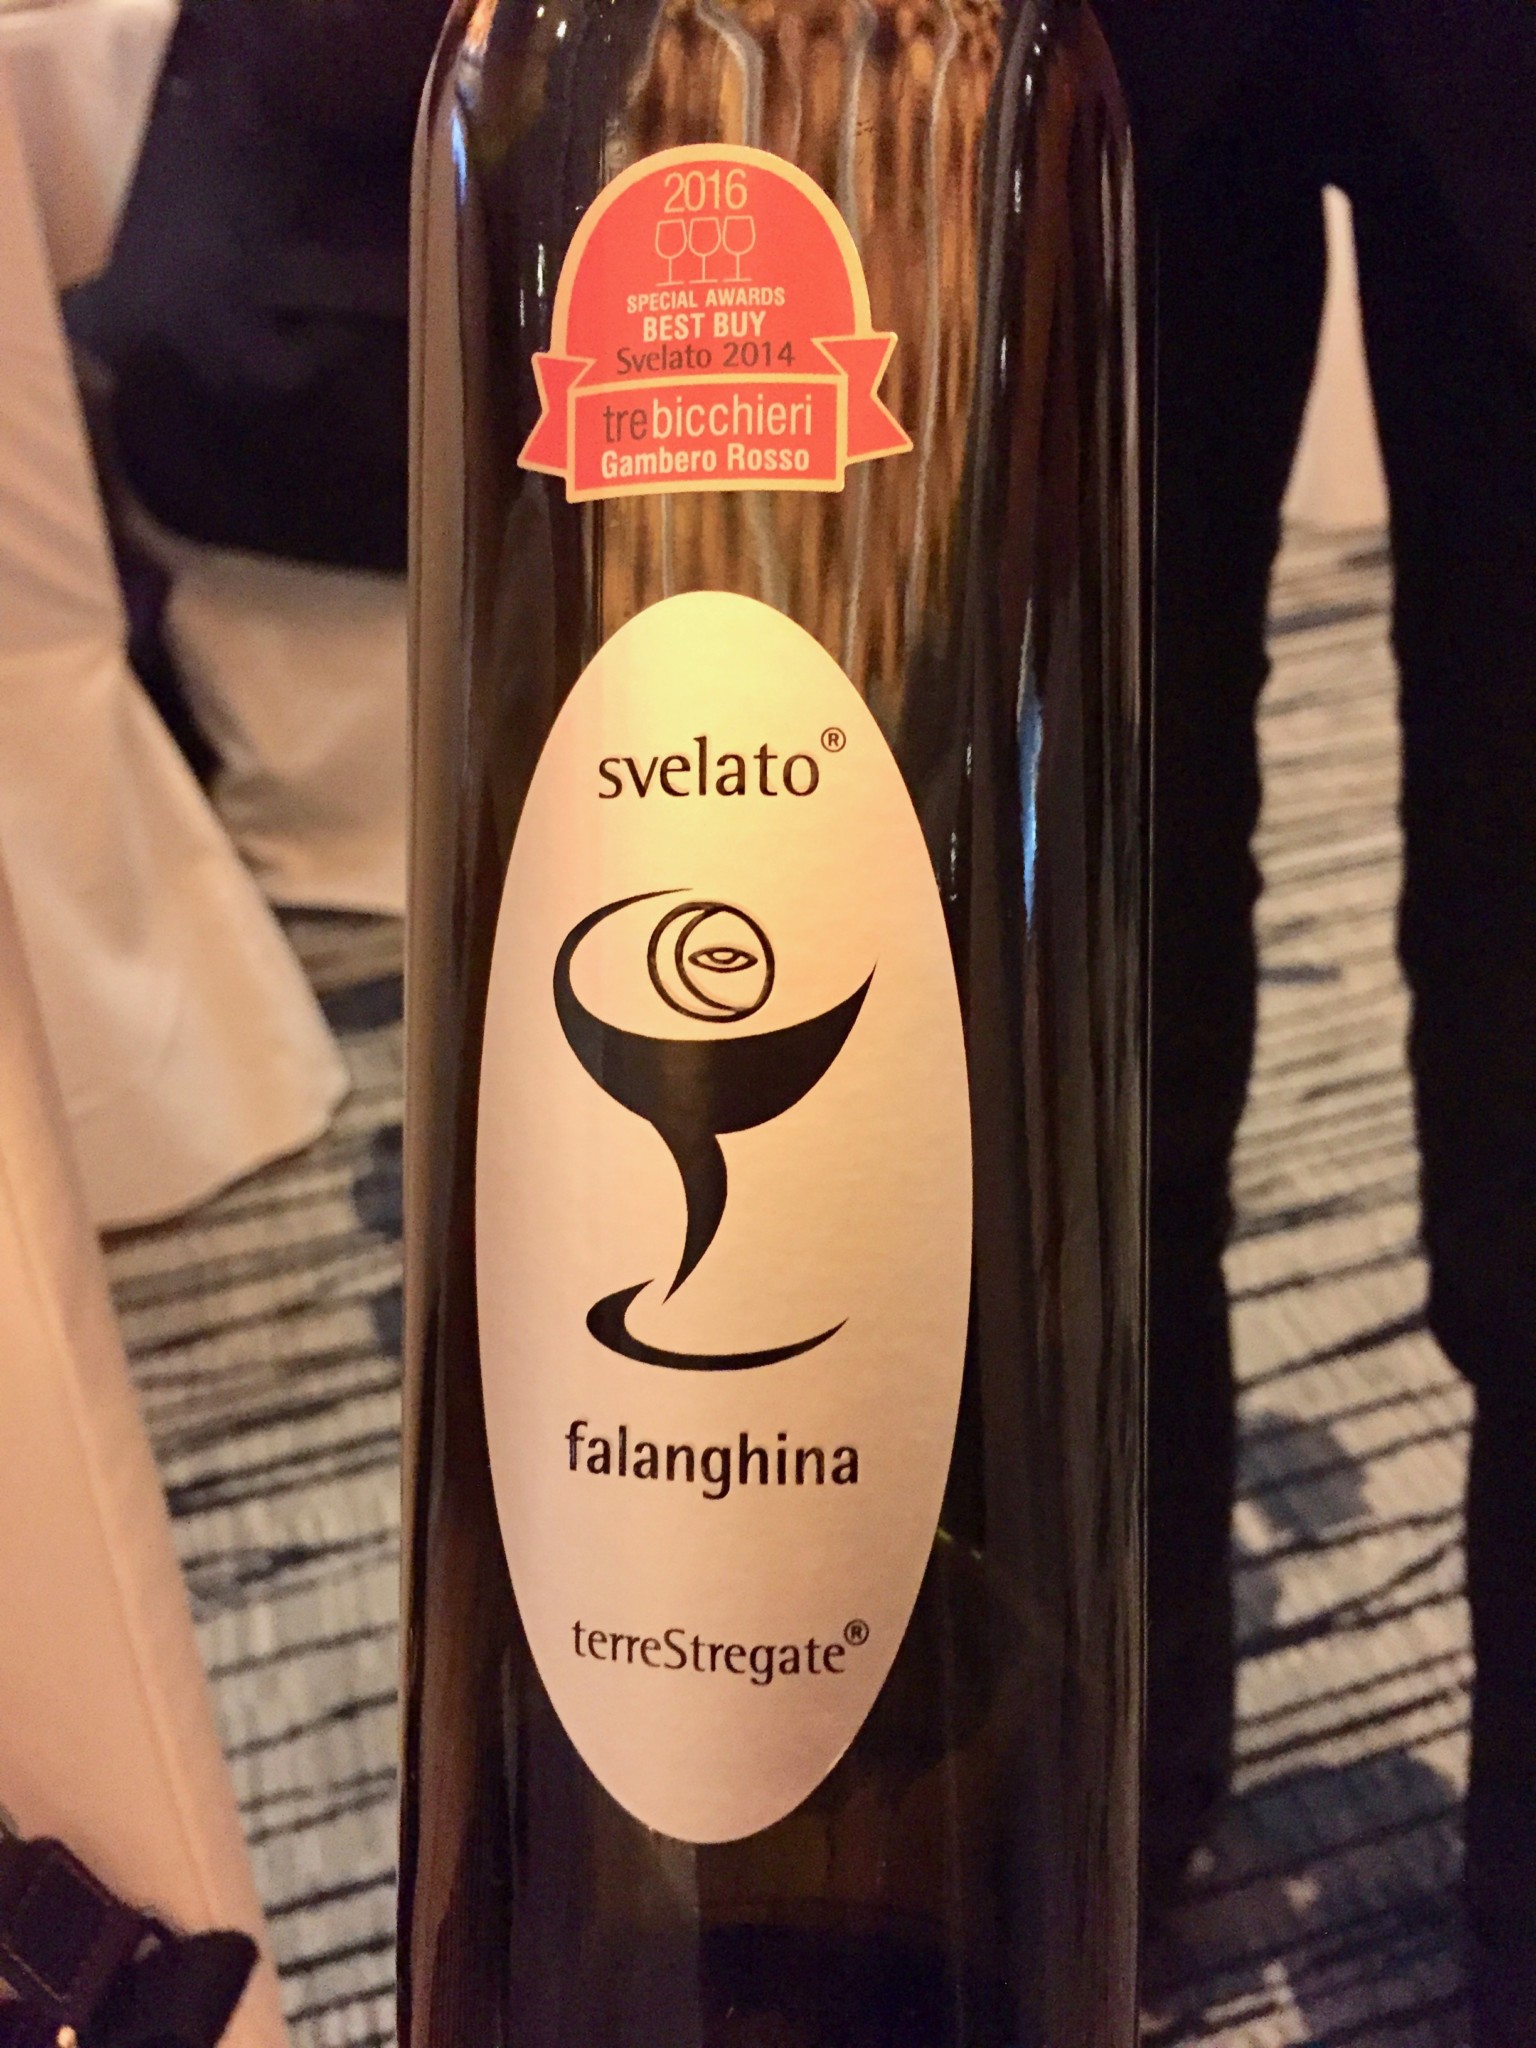 2016
SPECIAL AWARDS
BEST BUY
Svelato 2014
trebicchieri
Gambero Rosso
svelato®
falanghina
terreStregate®